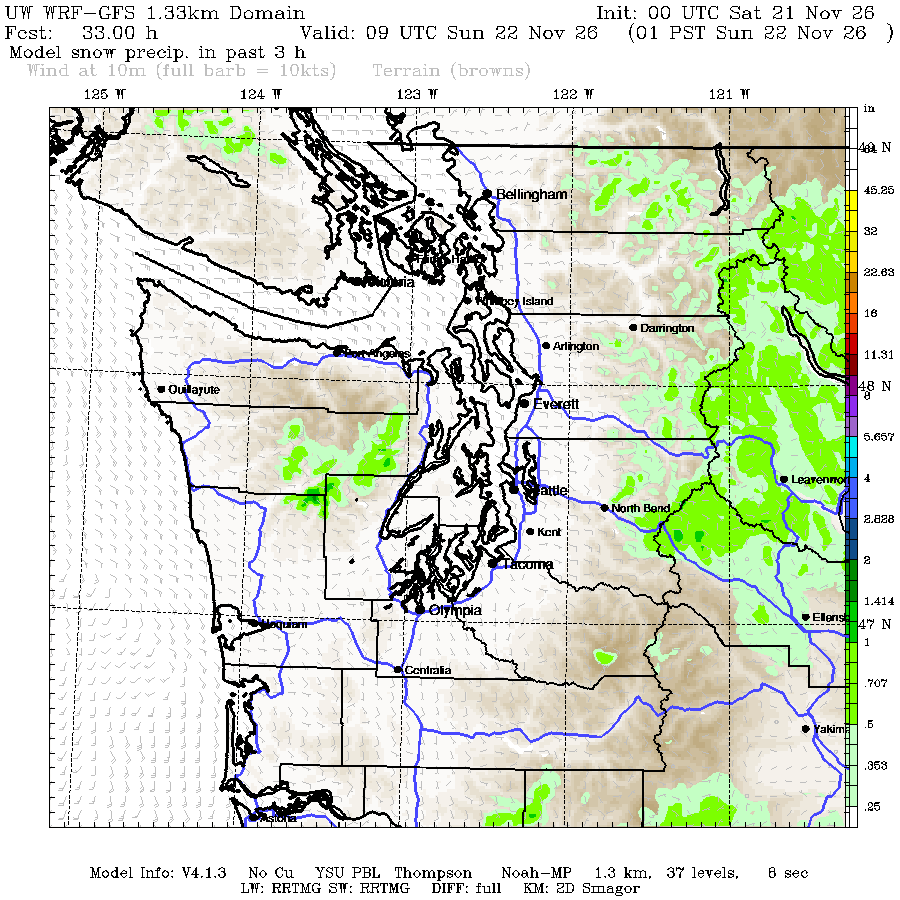 UW WRF-GFS 1.33km Domain Init: 00 UTC Sat 21 Nov 26
Fcst: 33.00 h Valid: 09 UTC Sun 22 Nov 26 (01 PST Sun 22 Nov 26 )
Model snow precip. in past 3 h
Wind at 10m (full barb = 10kts) Terrain (browns)
125 W 124 W 123 W 122 W 121 W
in
N
Bellingham
45.25
32
22.63
Island
Darrington
16
Arlington
Port Angeles
11.31
Quillayute
48 N
8
Everett
5.657
4
Leavenwor
Seattle
North Bend
2.828
Kent
Tacoma
2
1.414
Olympia
Ellens
Hoquiam
47 N
1
Centralia
.707
.5
Yakima
.353
.25
Astoria
Model Info: V4.1.3 No Cu YSU PBL Thompson Noah-MP 1.3 km, 37 levels, 8 sec
LW: RRTMG SW: RRTMG DIFF: full KM: 2D Smagor